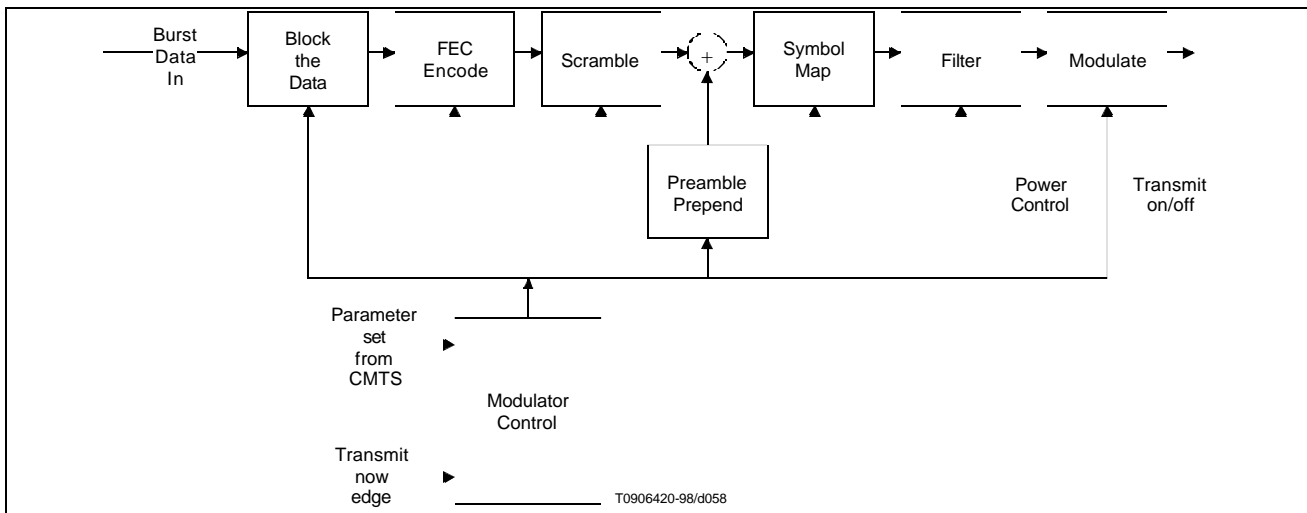 Burst
Data
In
Block
the
Data
FEC
Encode
Scramble
+
Symbol
Map
Filter
Modulate
Preamble
Prepend
Power
Control
Transmit
on/off
Parameter
set
from
CMTS
Modulator
Control
Transmit
now
edge
T0906420-98/d058